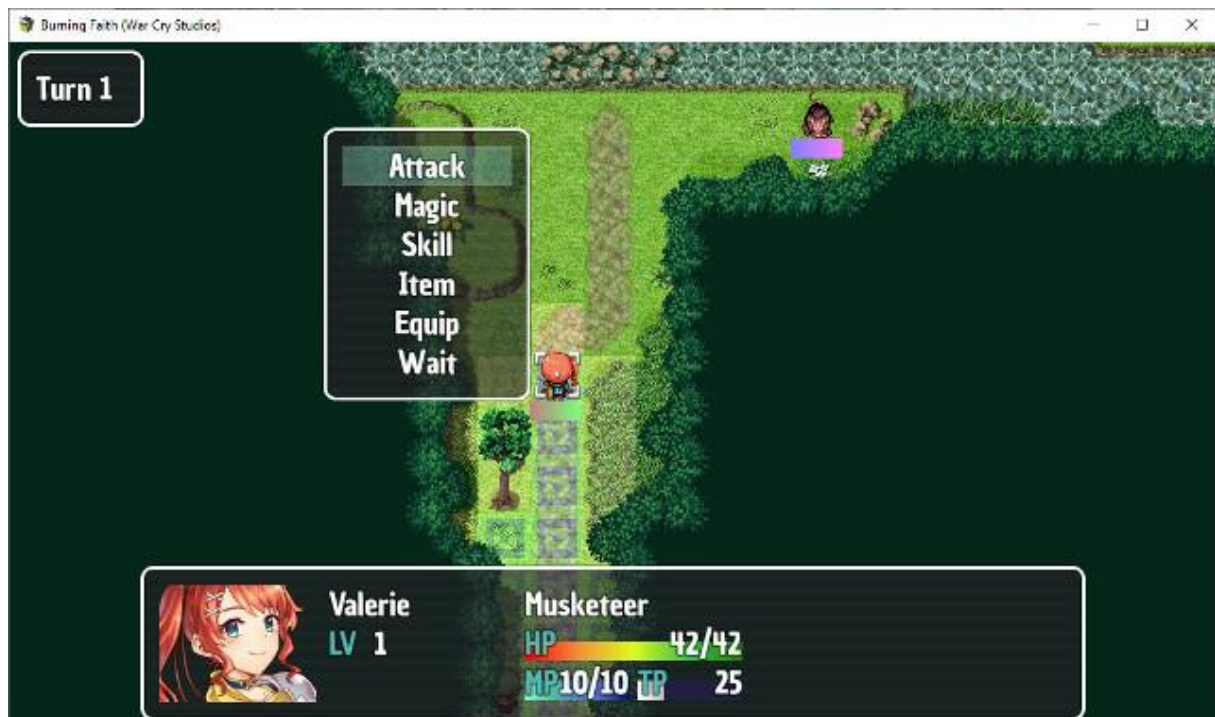 Burning Faith (War Cry Studios)
Turn 1
Attack
Magic
Skill
Item
Equip
Wait
Valerie Musketeer
LV 1 HP 42/42
MP 10/10 TP 25